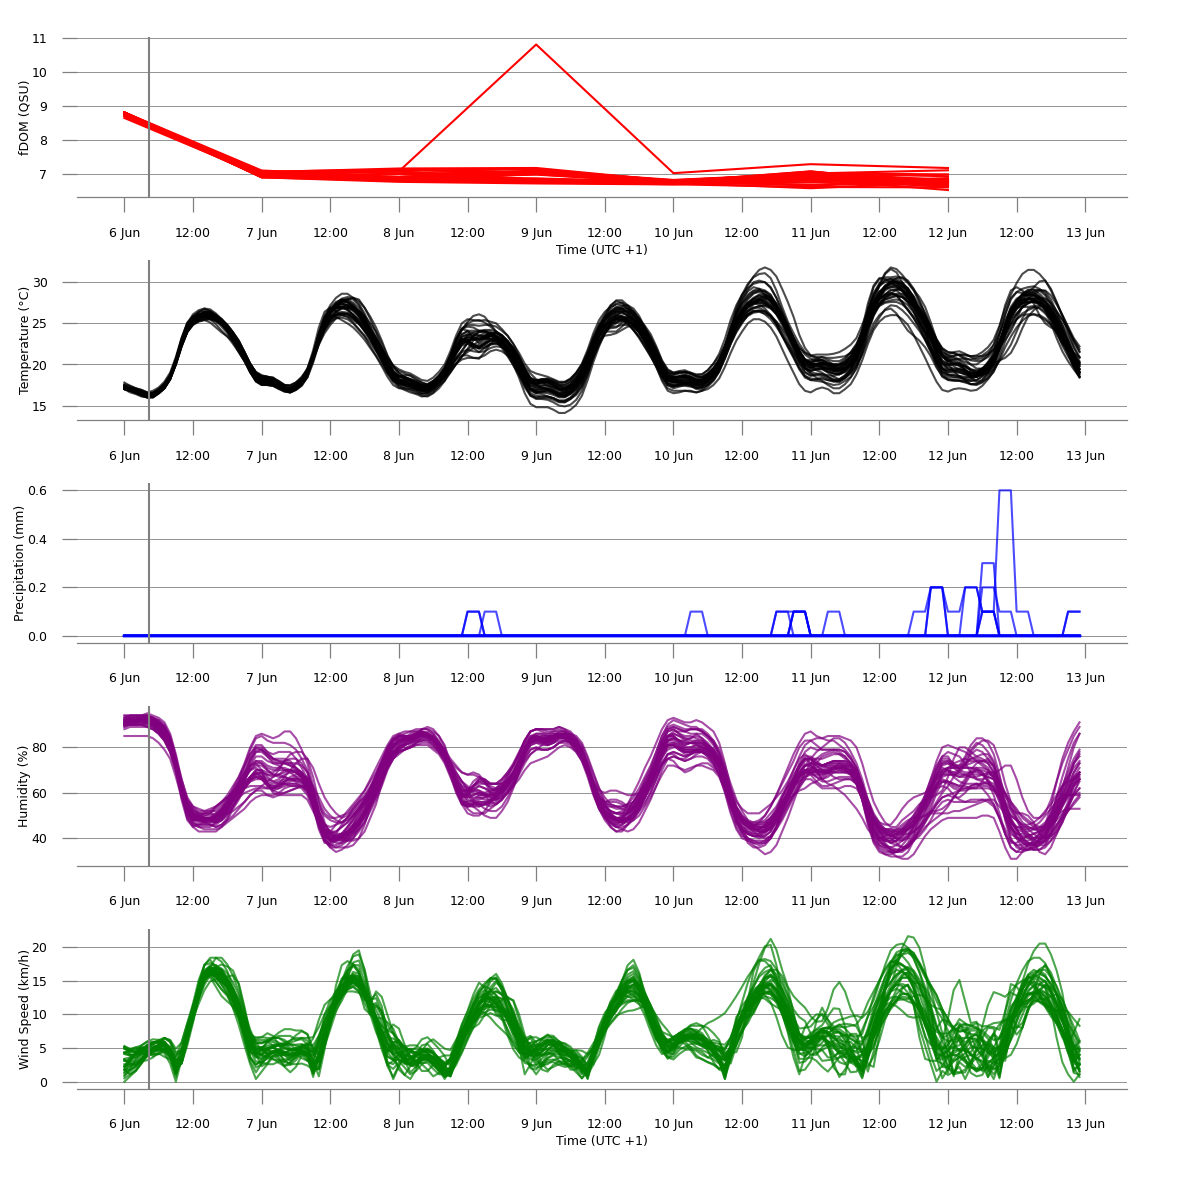 11
10
9
8
7
fDOM (QSU)
6 Jun 12:00 7 Jun 12:00 8 Jun 12:00 9 Jun 12:00 10 Jun 12:00 11 Jun 12:00 12 Jun 12:00 13 Jun
Time (UTC +1)
30
25
20
15
Temperature (°C)
6 Jun 12:00 7 Jun 12:00 8 Jun 12:00 9 Jun 12:00 10 Jun 12:00 11 Jun 12:00 12 Jun 12:00 13 Jun
0.6
0.4
0.2
0.0
Precipitation (mm)
6 Jun 12:00 7 Jun 12:00 8 Jun 12:00 9 Jun 12:00 10 Jun 12:00 11 Jun 12:00 12 Jun 12:00 13 Jun
80
60
40
Humidity (%)
6 Jun 12:00 7 Jun 12:00 8 Jun 12:00 9 Jun 12:00 10 Jun 12:00 11 Jun 12:00 12 Jun 12:00 13 Jun
20
15
10
5
0
Wind Speed (km/h)
6 Jun 12:00 7 Jun 12:00 8 Jun 12:00 9 Jun 12:00 10 Jun 12:00 11 Jun 12:00 12 Jun 12:00 13 Jun
Time (UTC +1)